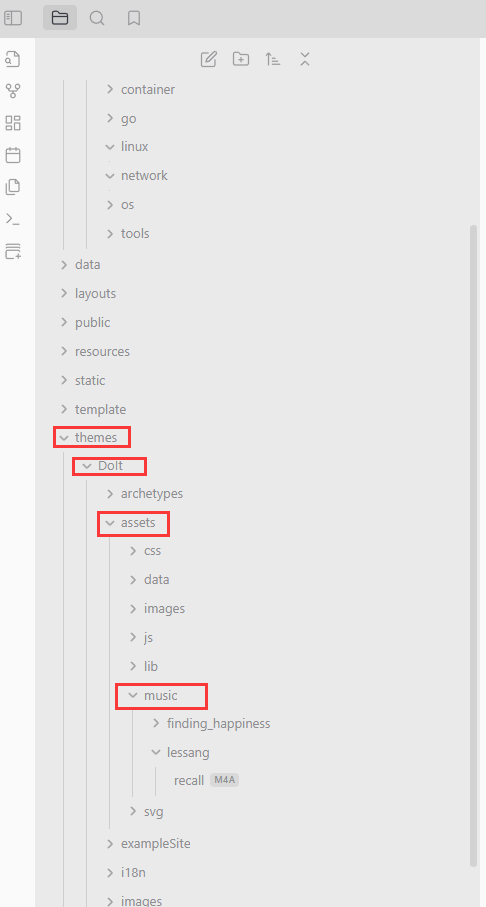 container
go
linux
network
os
tools
data
layouts
public
resources
static
template
themes
DoIt
archetypes
assets
css
data
images
js
lib
music
finding_happiness
lessang
recall M4A
svg
exampleSite
i18n
images